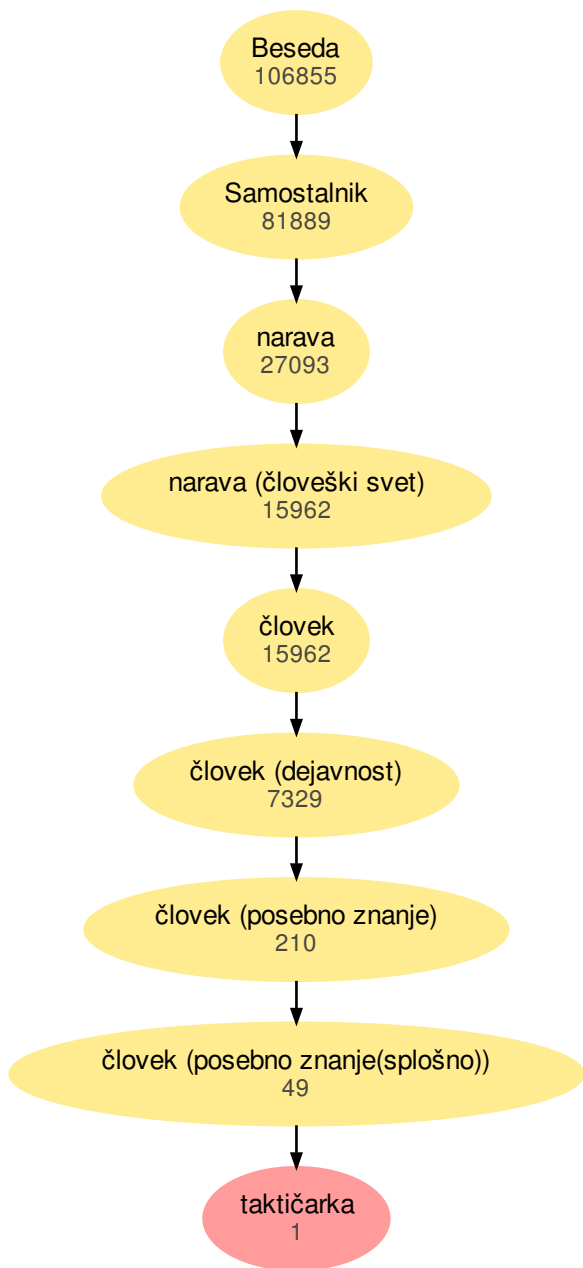 Beseda
106855
Samostalnik
81889
narava
27093
narava (človeški svet)
15962
človek
15962
človek (dejavnost)
7329
človek (posebno znanje)
210
človek (posebno znanje(splošno))
49
taktičarka
1